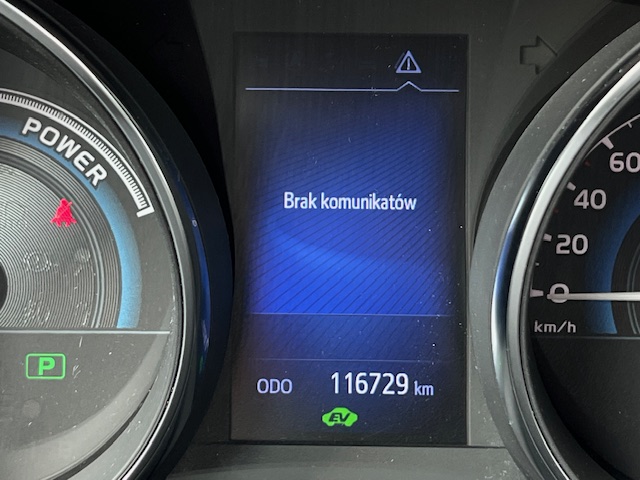 POWER
Brak komunikatów
60
40
20
0
km/h
P
ODO 116729 km
EV